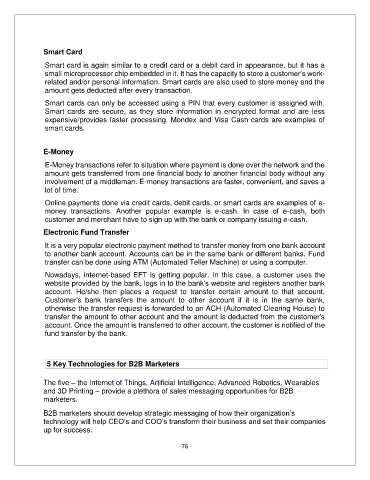 Smart Card
Smart card is again similar to a credit card or a debit card in appearance, but it has a
small microprocessor chip embedded in it. It has the capacity to store a customer's work-
related and/or personal information. Smart cards are also used to store money and the
amount gets deducted after every transaction.
Smart cards can only be accessed using a PIN that every customer is assigned with.
Smart cards are secure, as they store information in encrypted format and are less
expensive/provides faster processing. Mondex and Visa Cash cards are examples of
smart cards.
E-Money
E-Money transactions refer to situation where payment is done over the network and the
amount gets transferred from one financial body to another financial body without any
involvement of a middleman. E-money transactions are faster, convenient, and saves a
lot of time.
Online payments done via credit cards, debit cards, or smart cards are examples of e-
money transactions. Another popular example is e-cash. In case of e-cash, both
customer and merchant have to sign up with the bank or company issuing e-cash.
Electronic Fund Transfer
It is a very popular electronic payment method to transfer money from one bank account
to another bank account. Accounts can be in the same bank or different banks. Fund
transfer can be done using ATM (Automated Teller Machine) or using a computer.
Nowadays, internet-based EFT is getting popular. In this case, a customer uses the
website provided by the bank, logs in to the bank's website and registers another bank
account. He/she then places a request to transfer certain amount to that account.
Customer's bank transfers the amount to other account if it is in the same bank,
otherwise the transfer request is forwarded to an ACH (Automated Clearing House) to
transfer the amount to other account and the amount is deducted from the customer's
account. Once the amount is transferred to other account, the customer is notified of the
fund transfer by the bank.
5 Key Technologies for B2B Marketers
The five – the Internet of Things, Artificial Intelligence, Advanced Robotics, Wearables
and 3D Printing – provide a plethora of sales messaging opportunities for B2B
marketers.
B2B marketers should develop strategic messaging of how their organization's
technology will help CEO's and COO's transform their business and set their companies
up for success.
- 76 -